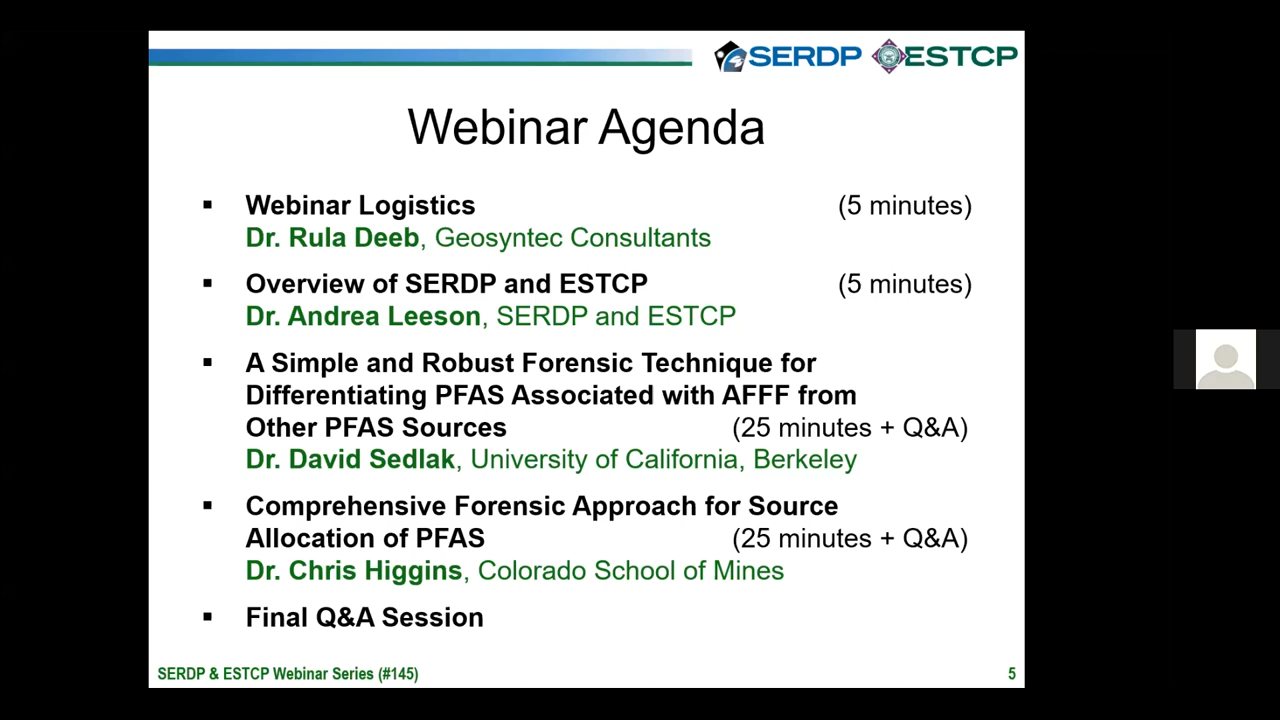 SERDP ESTCP
Webinar Agenda
▪ Webinar Logistics (5 minutes)
Dr. Rula Deeb, Geosyntec Consultants
▪ Overview of SERDP and ESTCP (5 minutes)
Dr. Andrea Leeson, SERDP and ESTCP
▪ A Simple and Robust Forensic Technique for
Differentiating PFAS Associated with AFFF from
Other PFAS Sources (25 minutes + Q&A)
Dr. David Sedlak, University of California, Berkeley
▪ Comprehensive Forensic Approach for Source
Allocation of PFAS (25 minutes + Q&A)
Dr. Chris Higgins, Colorado School of Mines
▪ Final Q&A Session
SERDP & ESTCP Webinar Series (#145) 5